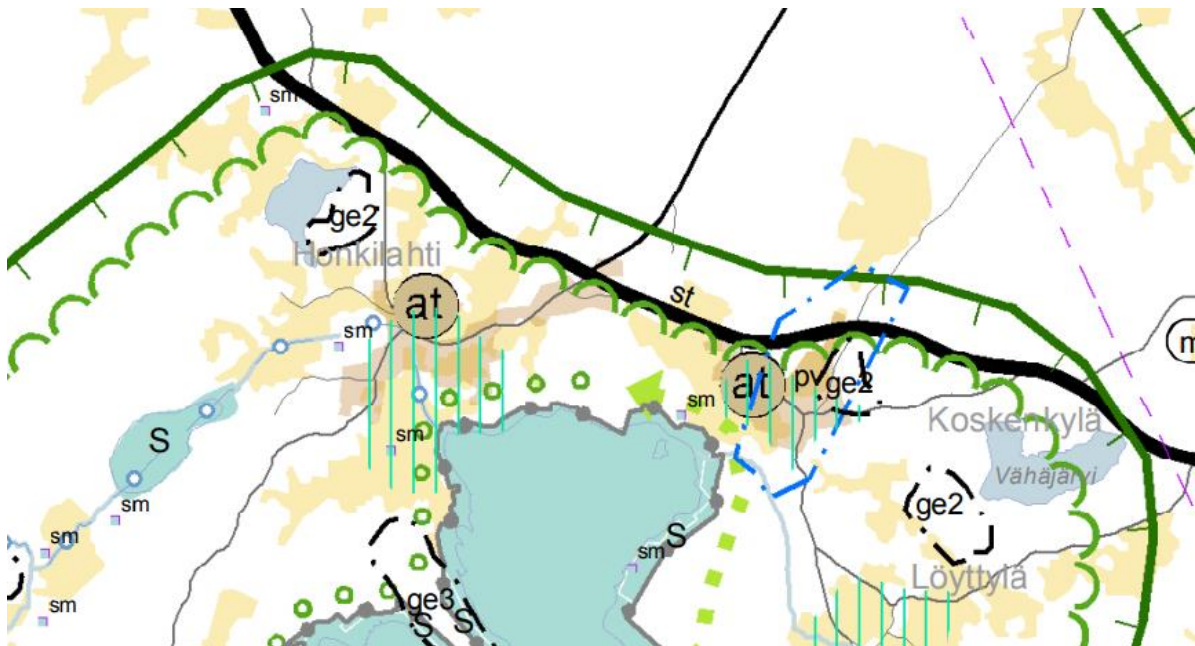 sm
ge2
Honkilahti
at
st
sm
at
pv
ge2
sm
Koskenkylä
S
sm
Vähäjärvi
ge2
sm
S
sm
sm
Löyttylä
ge3
sm
S
S
m